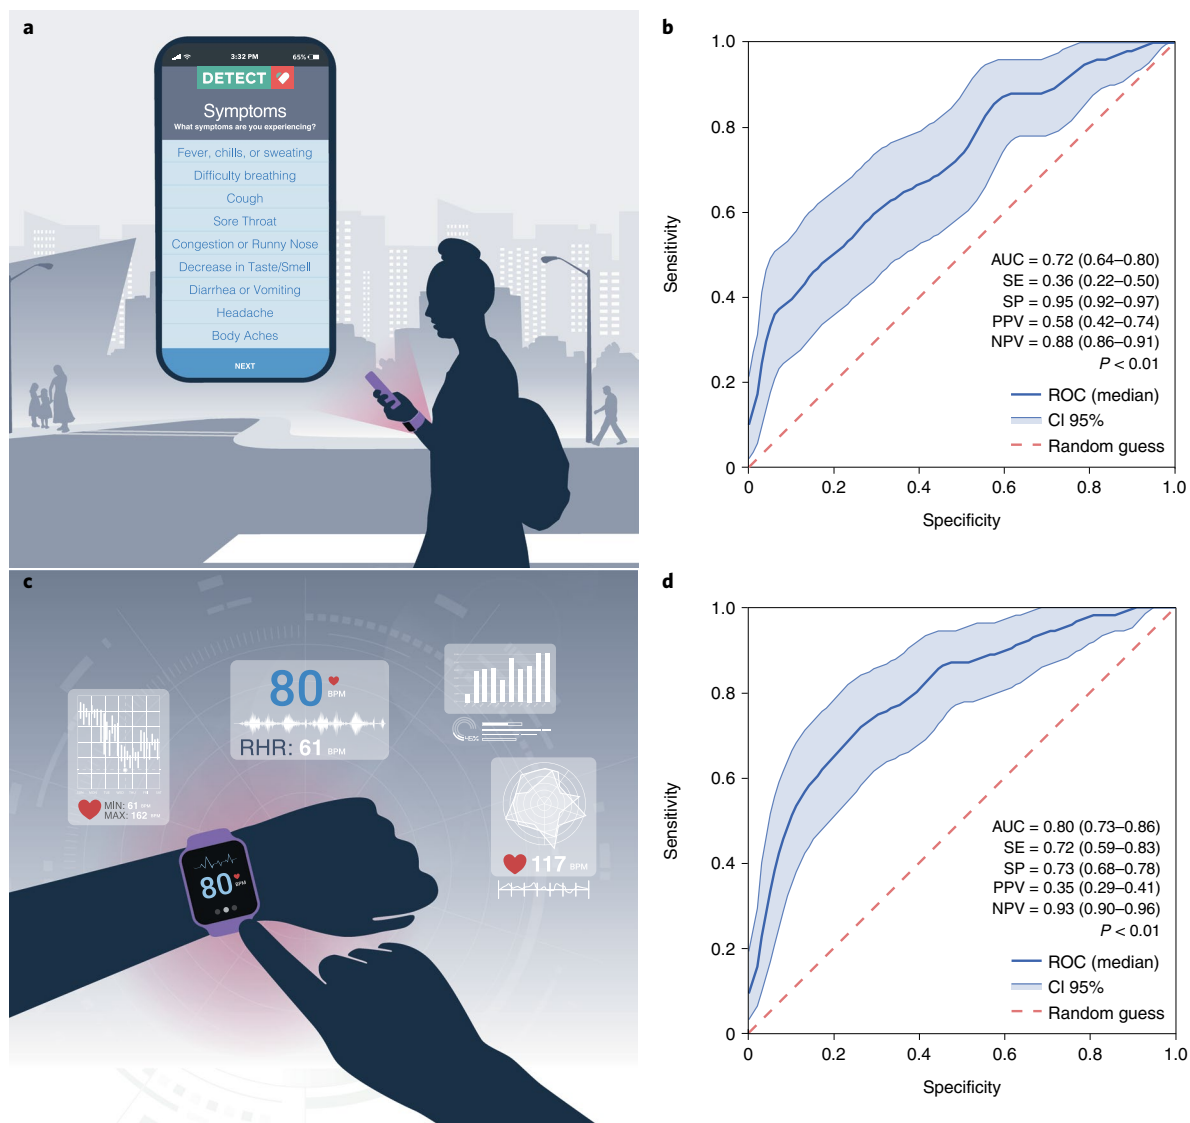 a
3:32 PM
65%
DETECT
Symptoms
What symptoms are you experiencing?
Fever, chills, or sweating
Difficulty breathing
Cough
Sore Throat
Congestion or Runny Nose
Decrease in Taste/Smell
Diarrhea or Vomiting
Headache
Body Aches
NEXT
b
1.0
0.8
0.6
0.4
0.2
0
Sensitivity
AUC = 0.72 (0.64–0.80)
SE = 0.36 (0.22–0.50)
SP = 0.95 (0.92–0.97)
PPV = 0.58 (0.42–0.74)
NPV = 0.88 (0.86–0.91)
P < 0.01
ROC (median)
CI 95%
Random guess
0 0.2 0.4 0.6 0.8 1.0
Specificity
c
80
BPM
RHR: 61 BPM
MIN: 61 BPM
MAX: 162 BPM
117 BPM
80 BPM
d
1.0
0.8
0.6
0.4
0.2
0
Sensitivity
AUC = 0.80 (0.73–0.86)
SE = 0.72 (0.59–0.83)
SP = 0.73 (0.68–0.78)
PPV = 0.35 (0.29–0.41)
NPV = 0.93 (0.90–0.96)
P < 0.01
ROC (median)
CI 95%
Random guess
0 0.2 0.4 0.6 0.8 1.0
Specificity